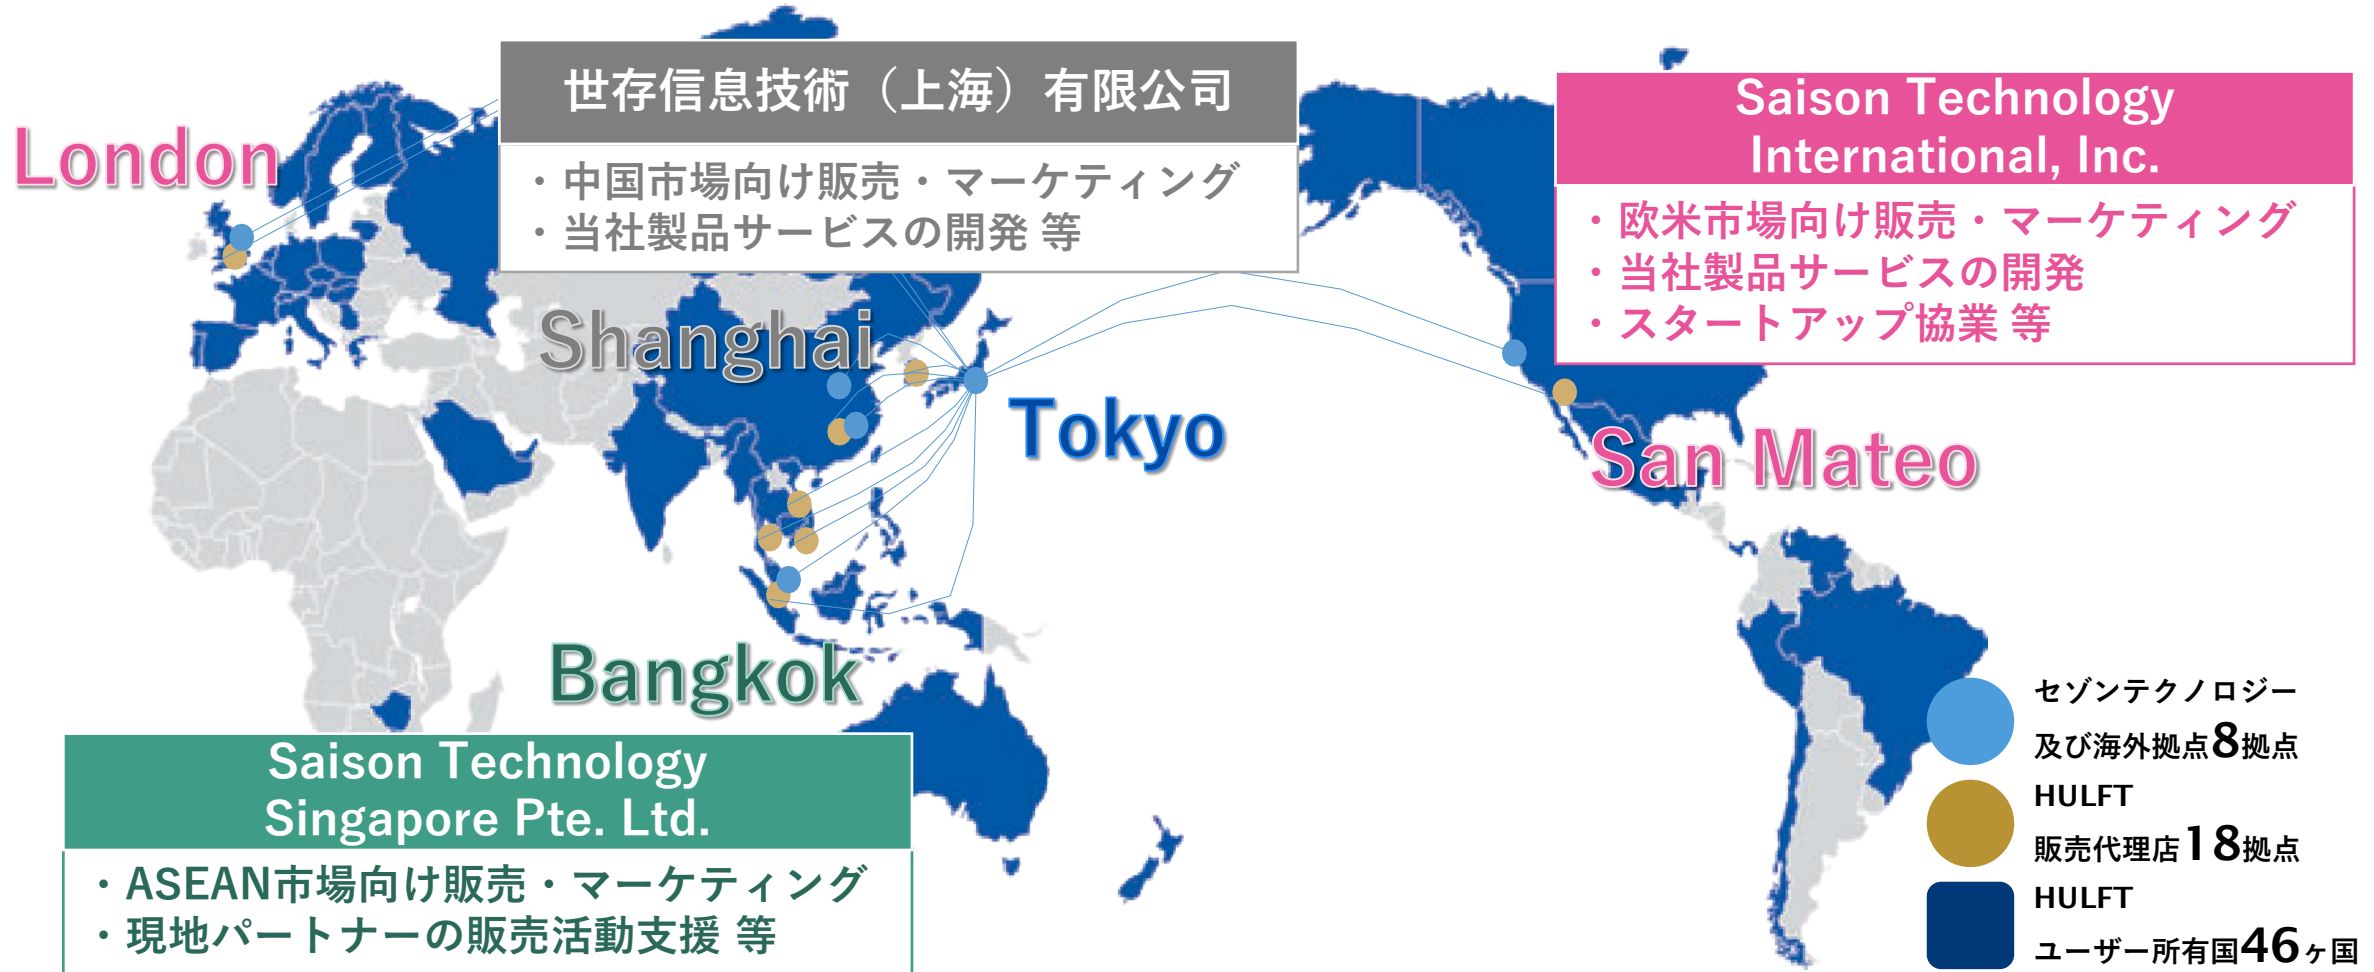 世存信息技術（上海）有限公司
・中国市場向け販売・マーケティング
・当社製品サービスの開発 等
Saison Technology
International, Inc.
・欧米市場向け販売・マーケティング
・当社製品サービスの開発
・スタートアップ協業 等
London
Shanghai
Tokyo
San Mateo
Bangkok
Saison Technology
Singapore Pte. Ltd.
・ASEAN市場向け販売・マーケティング
・現地パートナーの販売活動支援 等
セゾンテクノロジー
及び海外拠点8拠点
HULFT
販売代理店18拠点
HULFT
ユーザー所有国46ヶ国